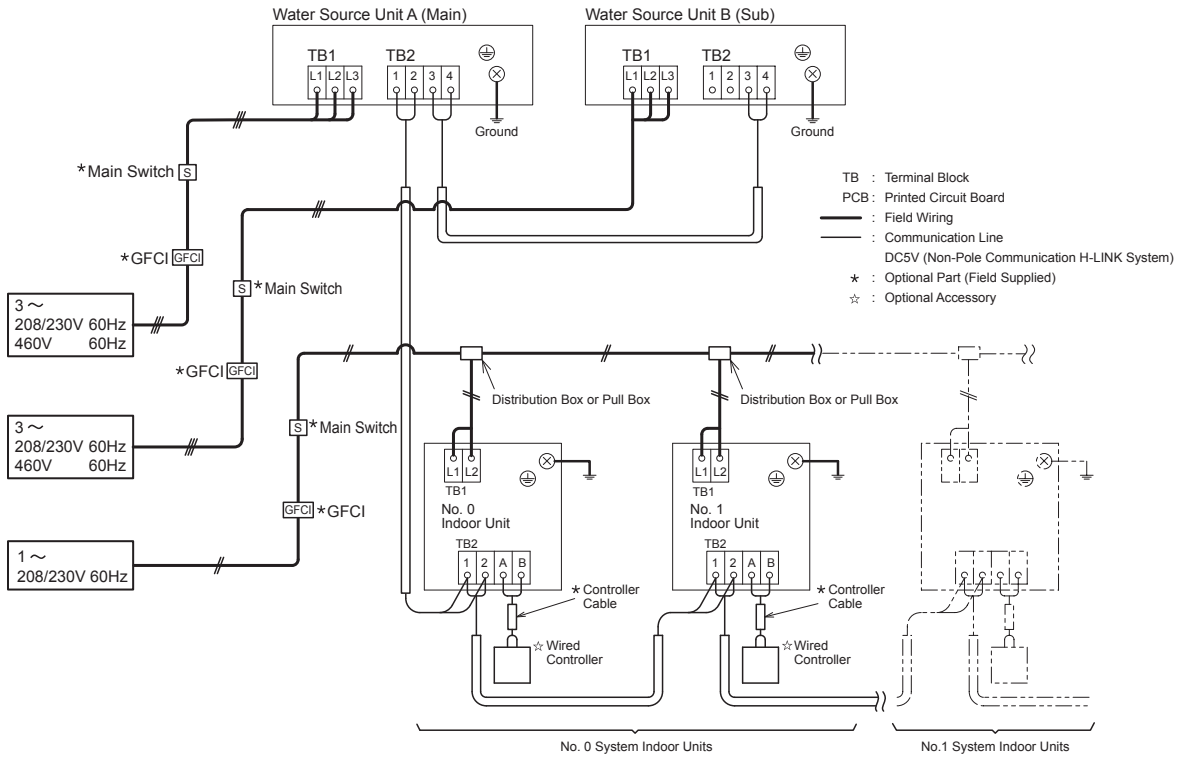 Water Source Unit A (Main)
Water Source Unit B (Sub)
TB1
TB2
L1 L2 L3
1 2 3 4
Ground
TB1
TB2
L1 L2 L3
1 2 3 4
Ground
*Main Switch
S
*GFCI
GFCI
S
*Main Switch
*GFCI
GFCI
3～
208/230V 60Hz
460V 60Hz
3～
208/230V 60Hz
460V 60Hz
S
*Main Switch
GFCI
*GFCI
1～
208/230V 60Hz
TB : Terminal Block
PCB : Printed Circuit Board
: Field Wiring
: Communication Line
DC5V (Non-Pole Communication H-LINK System)
* : Optional Part (Field Supplied)
☆ : Optional Accessory
Distribution Box or Pull Box
Distribution Box or Pull Box
L1 L2
TB1
No. 0
Indoor Unit
TB2
1 2 A B
*Controller
Cable
☆Wired
Controller
L1 L2
TB1
No. 1
Indoor Unit
TB2
1 2 A B
*Controller
Cable
☆Wired
Controller
No. 0 System Indoor Units
No.1 System Indoor Units